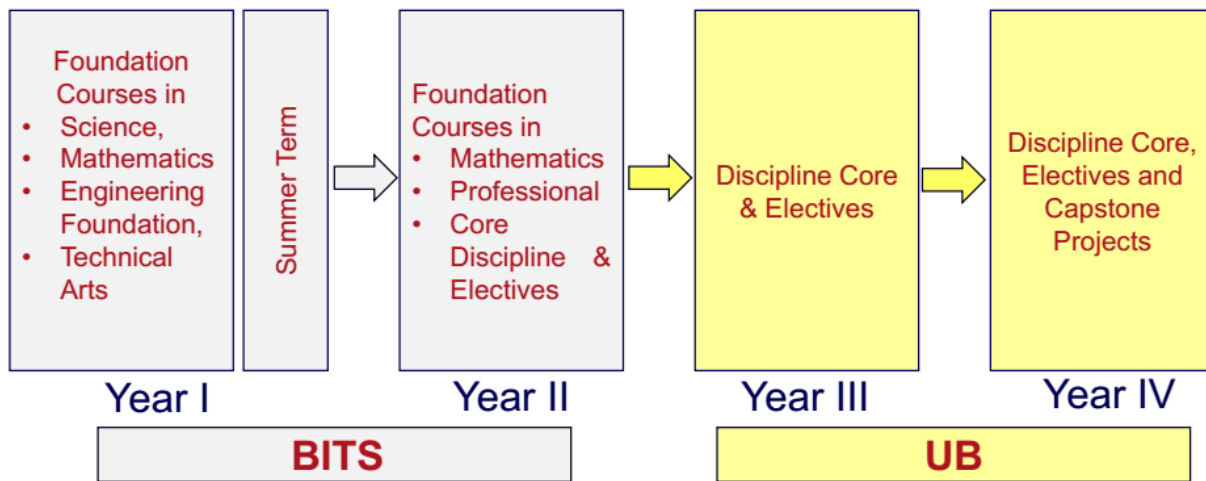 Foundation
Courses in
• Science,
• Mathematics
• Engineering
Foundation,
• Technical
Arts
Summer Term
Foundation
Courses in
• Mathematics
• Professional
• Core
Discipline &
Electives
Discipline Core
& Electives
Discipline Core,
Electives and
Capstone
Projects
Year I
Year II
Year III
Year IV
BITS
UB